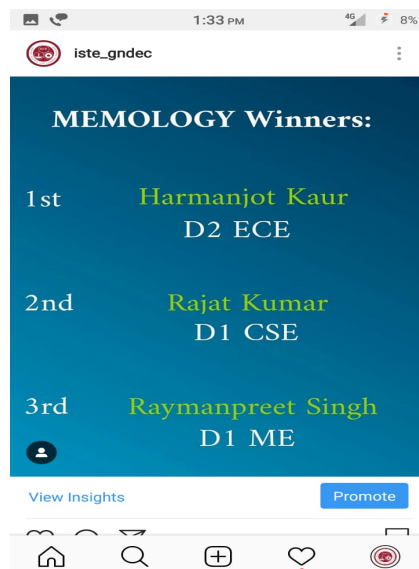 1:33 PM 4G 8%
iste_gndec
MEMOLOGY Winners:
1st Harmanjot Kaur
D2 ECE
2nd Rajat Kumar
D1 CSE
3rd Raymanpreet Singh
D1 ME
View Insights Promote